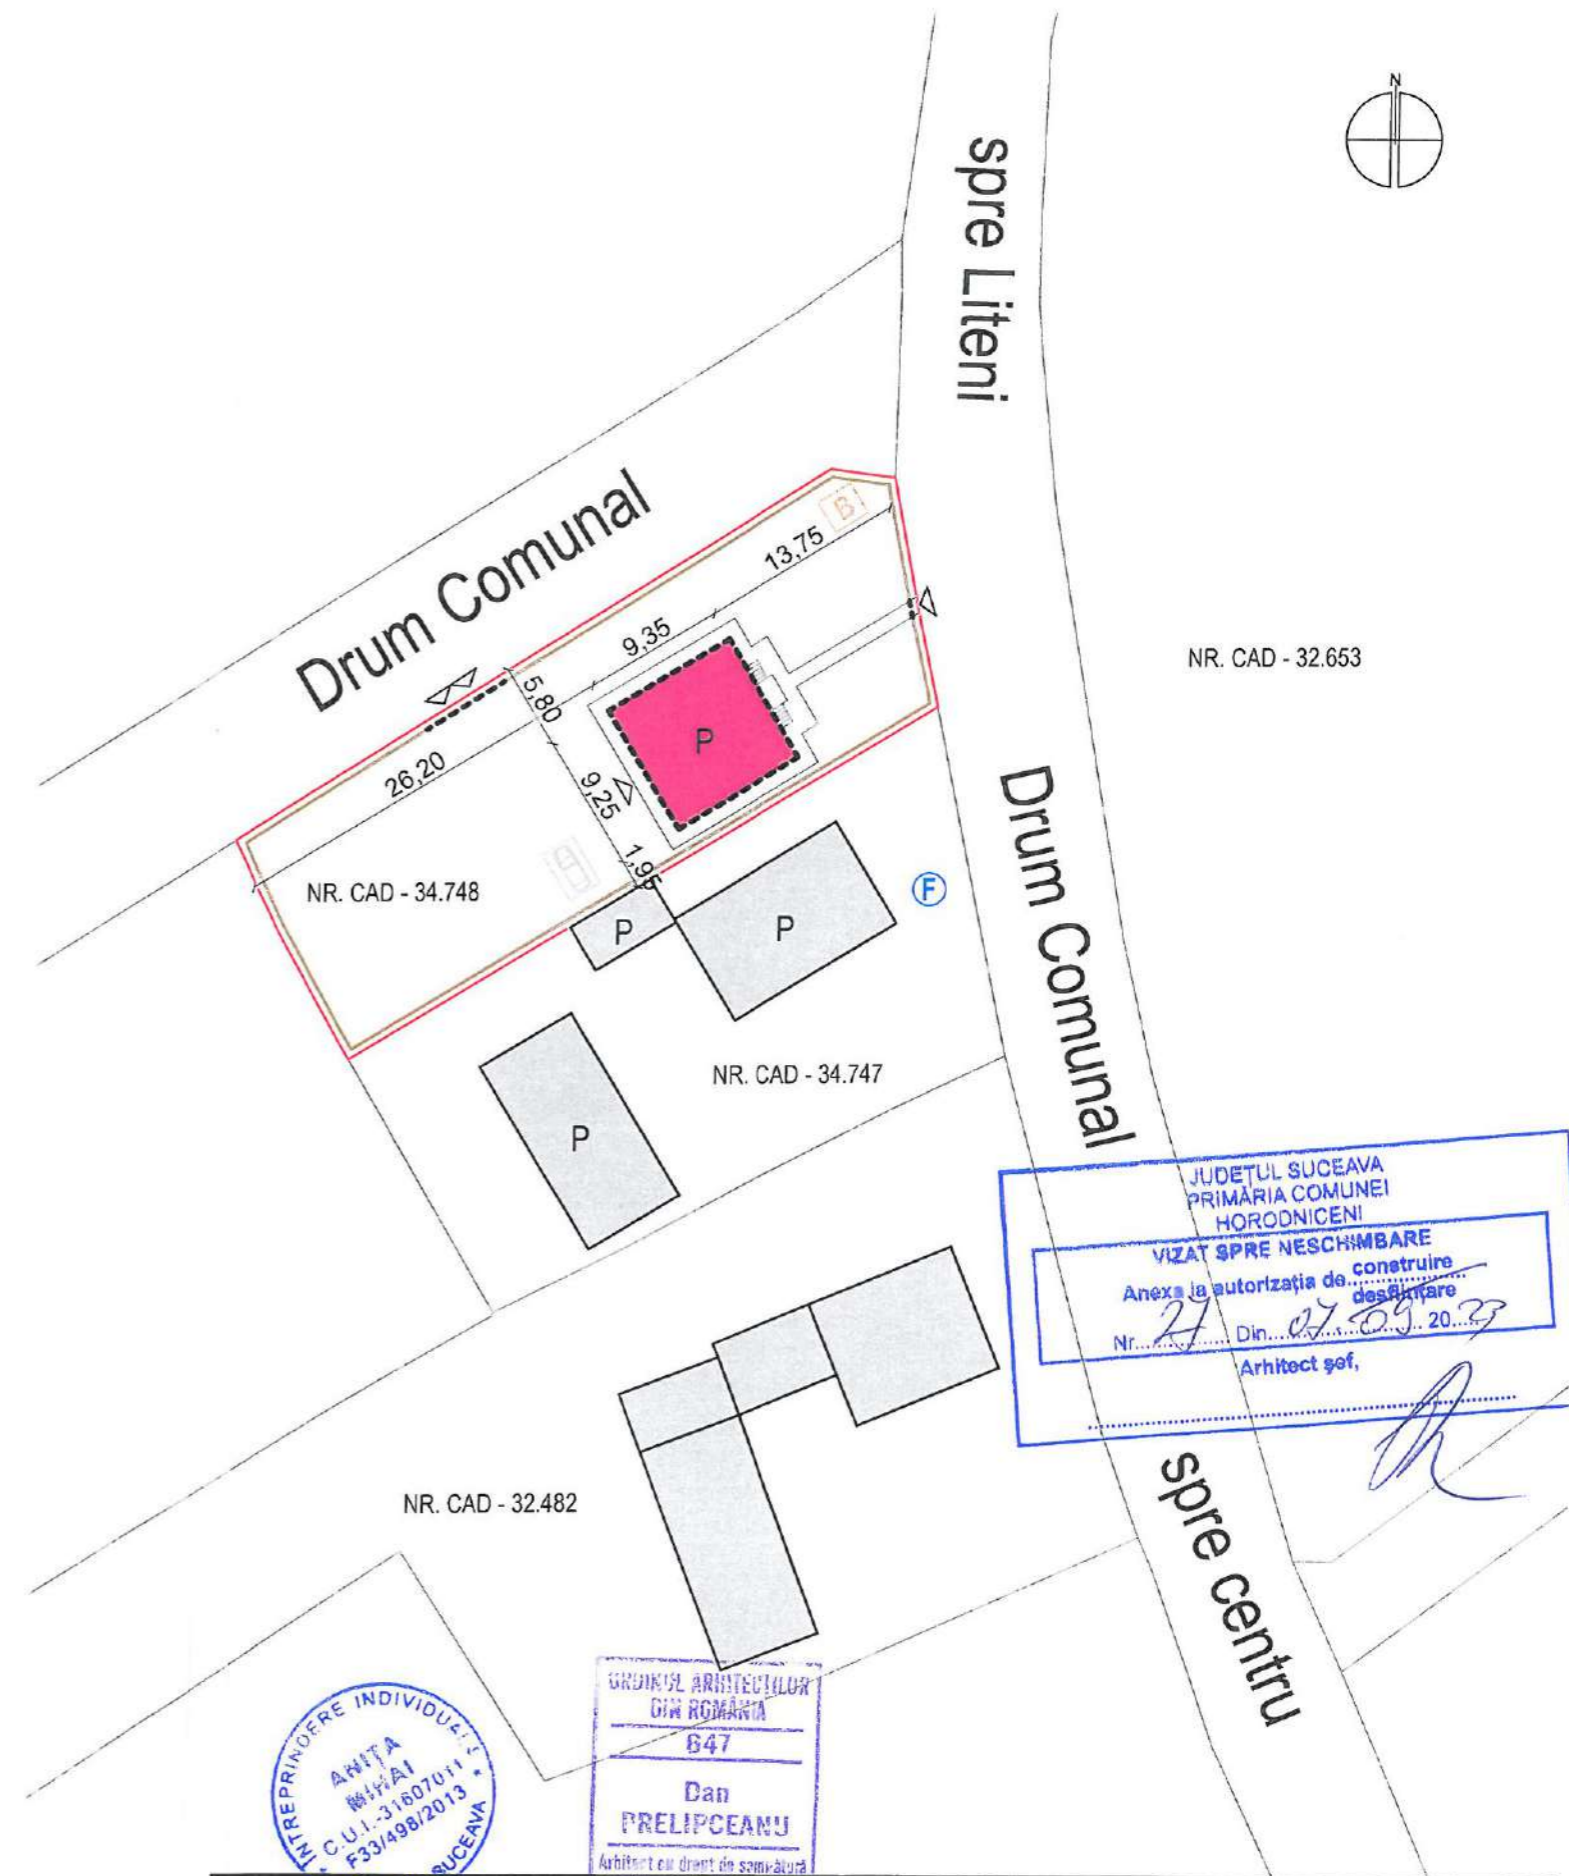 N
spre Liteni
Drum Comunal
B
13,75
9,35
5,80
26,20
9,25
1,95
P
NR. CAD - 32.653
NR. CAD - 34.748
F
P
P
Drum Comunal
NR. CAD - 34.747
P
JUDEȚUL SUCEAVA
PRIMĂRIA COMUNEI
HORODNICENI
VIZAT SPRE NESCHIMBARE
Anexa la autorizația de construire
desființare
Nr. 27 Din 07.09.2023
Arhitect șef,
spre centru
NR. CAD - 32.482
ÎNTREPRINDERE INDIVIDUALĂ
MIHAI
C.U.I.-31607011
F33/498/2013
SUCEAVA
ORDINUL ARHITECȚILOR
DIN ROMÂNIA
647
Dan
PRELIPCEANU
Arhitect cu drept de semnătură